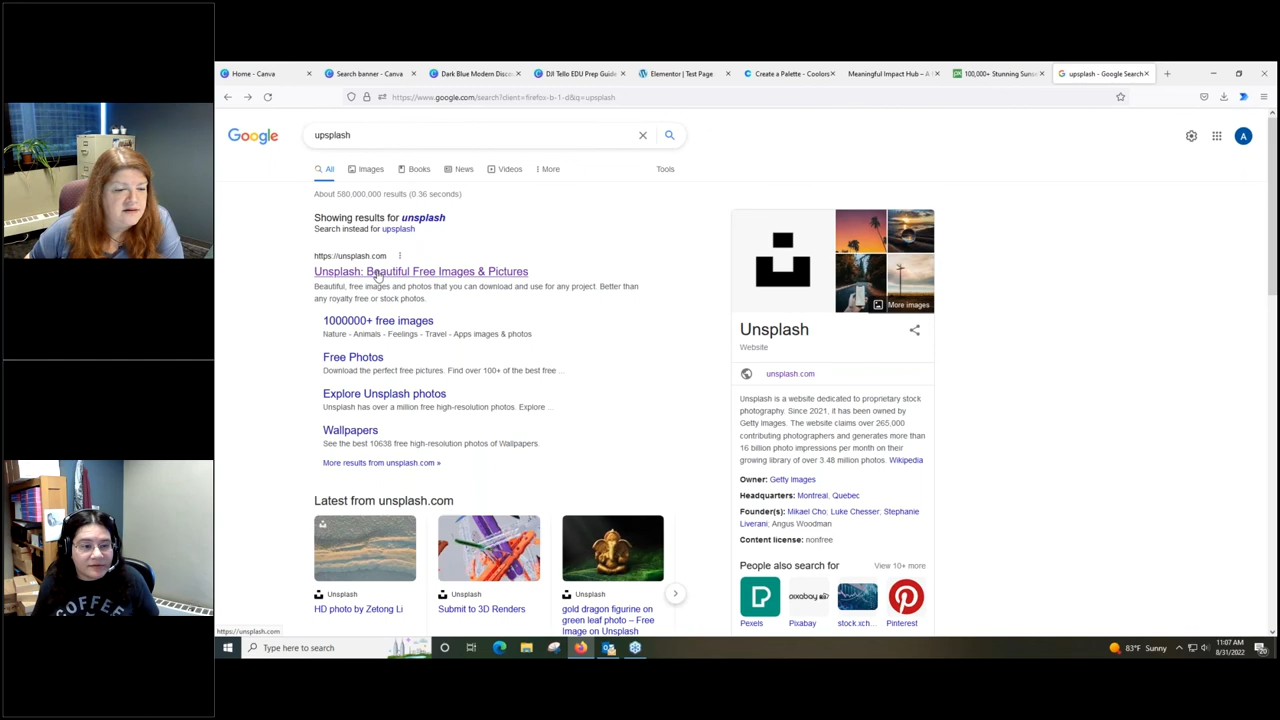 Home - Canva
Search banner - Canva
Dark Blue Modern Disco
DJI Tello EDU Prep Guide
Elementor | Test Page
Create a Palette - Coolors
Meaningful Impact Hub – A
100,000+ Stunning Sunse
upsplash - Google Search
https://www.google.com/search?client=firefox-b-1-d&q=upsplash
Google
upsplash
A
All
Images
Books
News
Videos
More
Tools
About 580,000,000 results (0.36 seconds)
Showing results for unsplash
Search instead for upsplash
https://unsplash.com
Unsplash: Beautiful Free Images & Pictures
Beautiful, free images and photos that you can download and use for any project. Better than
any royalty free or stock photos.
1000000+ free images
Nature - Animals - Feelings - Travel - Apps images & photos
Free Photos
Download the perfect free pictures. Find over 100+ of the best free ...
Explore Unsplash photos
Unsplash has over a million free high-resolution photos. Explore ...
Wallpapers
See the best 10638 free high-resolution photos of Wallpapers.
More results from unsplash.com »
Latest from unsplash.com
Unsplash
HD photo by Zetong Li
Unsplash
Submit to 3D Renders
Unsplash
gold dragon figurine on
green leaf photo – Free
Image on Unsplash
More images
Unsplash
Website
unsplash.com
Unsplash is a website dedicated to proprietary stock
photography. Since 2021, it has been owned by
Getty Images. The website claims over 265,000
contributing photographers and generates more than
16 billion photo impressions per month on their
growing library of over 3.48 million photos. Wikipedia
Owner: Getty Images
Headquarters: Montreal, Quebec
Founder(s): Mikael Cho, Luke Chesser, Stephanie
Liverani, Angus Woodman
Content license: nonfree
People also search for
View 10+ more
pixabay
Pexels
Pixabay
stock.xch...
Pinterest
https://unsplash.com
Type here to search
83°F Sunny
11:07 AM
8/31/2022
20
COFFEE